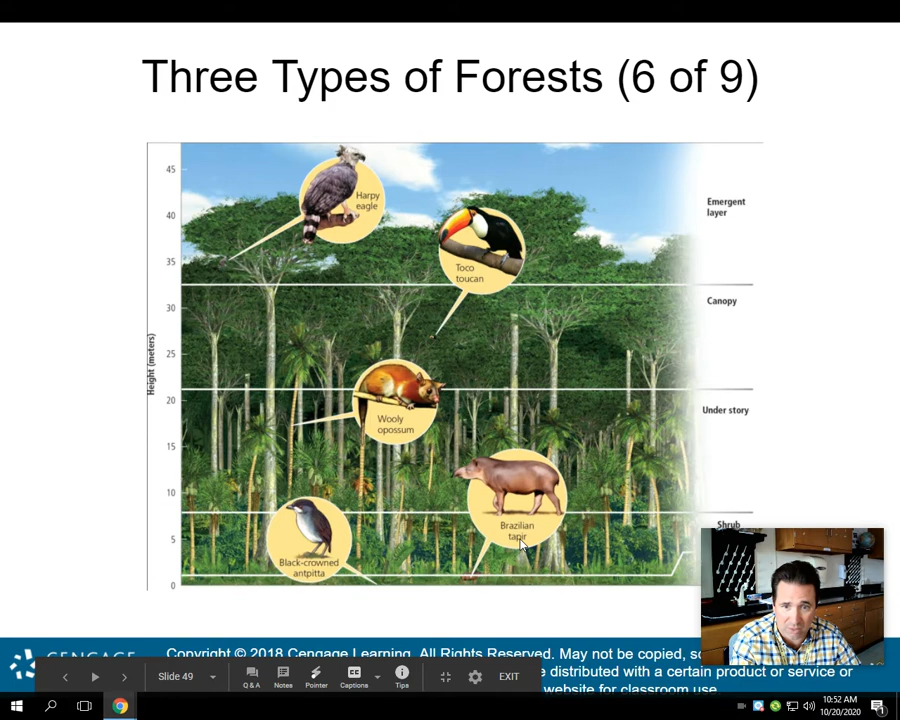 Three Types of Forests (6 of 9)
45
40
35
30
25
20
15
10
5
0
Height (meters)
Harpy
eagle
Toco
toucan
Wooly
opossum
Brazilian
tapir
Black-crowned
antpitta
Emergent
layer
Canopy
Under story
Shrub
CENGAGE
Copyright © 2018 Cengage Learning. All Rights Reserved. May not be copied, sc
e distributed with a certain product or service or
website for classroom use
Slide 49
Q & A
Notes
Pointer
Captions
Tips
EXIT
10:52 AM
10/20/2020
1